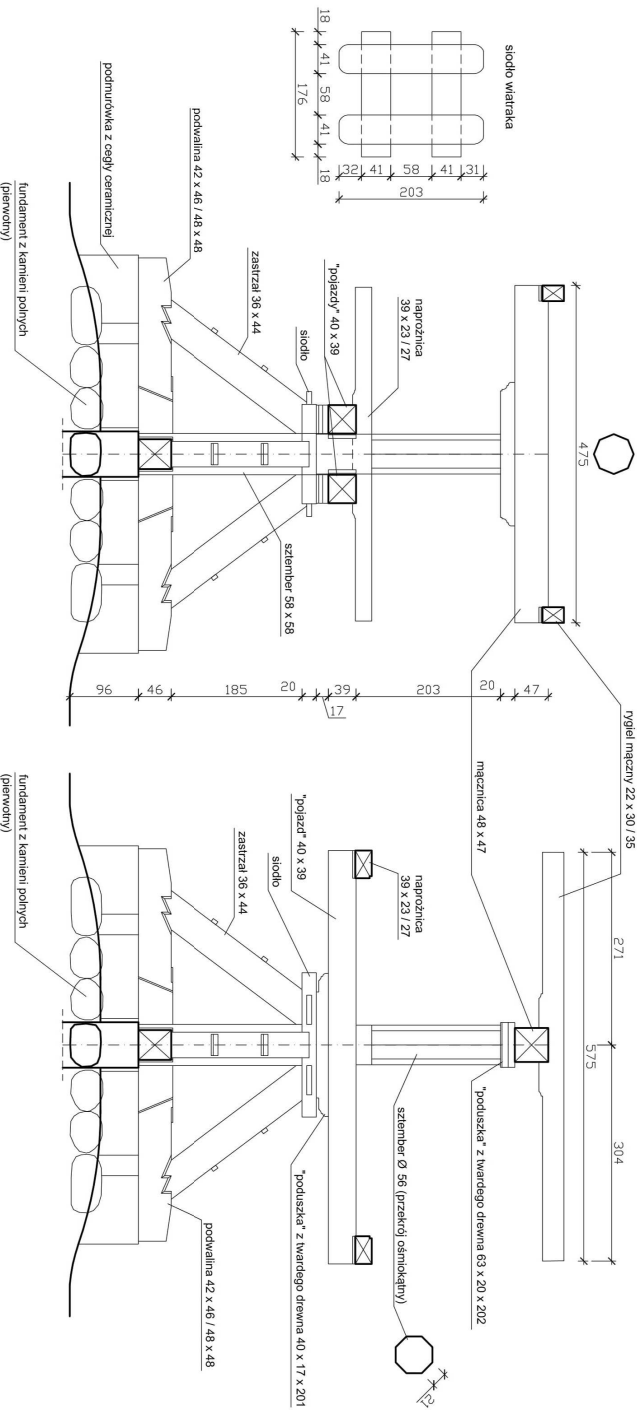 siodło wiatraka
18
41
58
41
18
176
32
41
58
41
31
203
475
rygiel mączny 22 x 30 / 35
mącznica 48 x 47
naprożnica
39 x 23 / 27
"pojazdy" 40 x 39
siodło
zastrzał 36 x 44
sztember 58 x 58
podwalina 42 x 46 / 48 x 48
podmurówka z cegły ceramicznej
fundament z kamieni polnych
(pierwotny)
96
46
185
20
17
39
203
20
47
271
304
575
"poduszka" z twardego drewna 63 x 20 x 202
sztember Ø 56 (przekrój ośmiokątny)
21
naprożnica
39 x 23 / 27
"pojazd" 40 x 39
"poduszka" z twardego drewna 40 x 17 x 201
siodło
zastrzał 36 x 44
podwalina 42 x 46 / 48 x 48
fundament z kamieni polnych
(pierwotny)